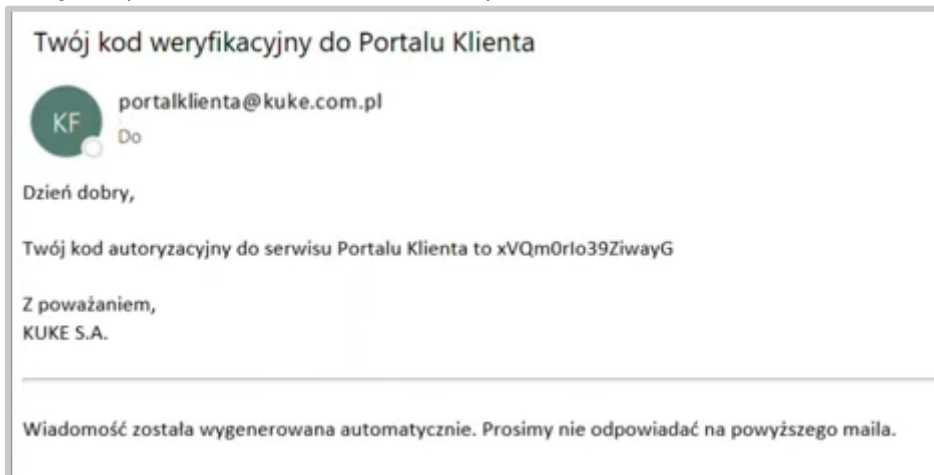 Twój kod weryfikacyjny do Portalu Klienta
KF
portalklienta@kuke.com.pl
Do
Dzień dobry,
Twój kod autoryzacyjny do serwisu Portalu Klienta to xVQm0rIo39ZiwayG
Z poważaniem,
KUKE S.A.
Wiadomość została wygenerowana automatycznie. Prosimy nie odpowiadać na powyższego maila.